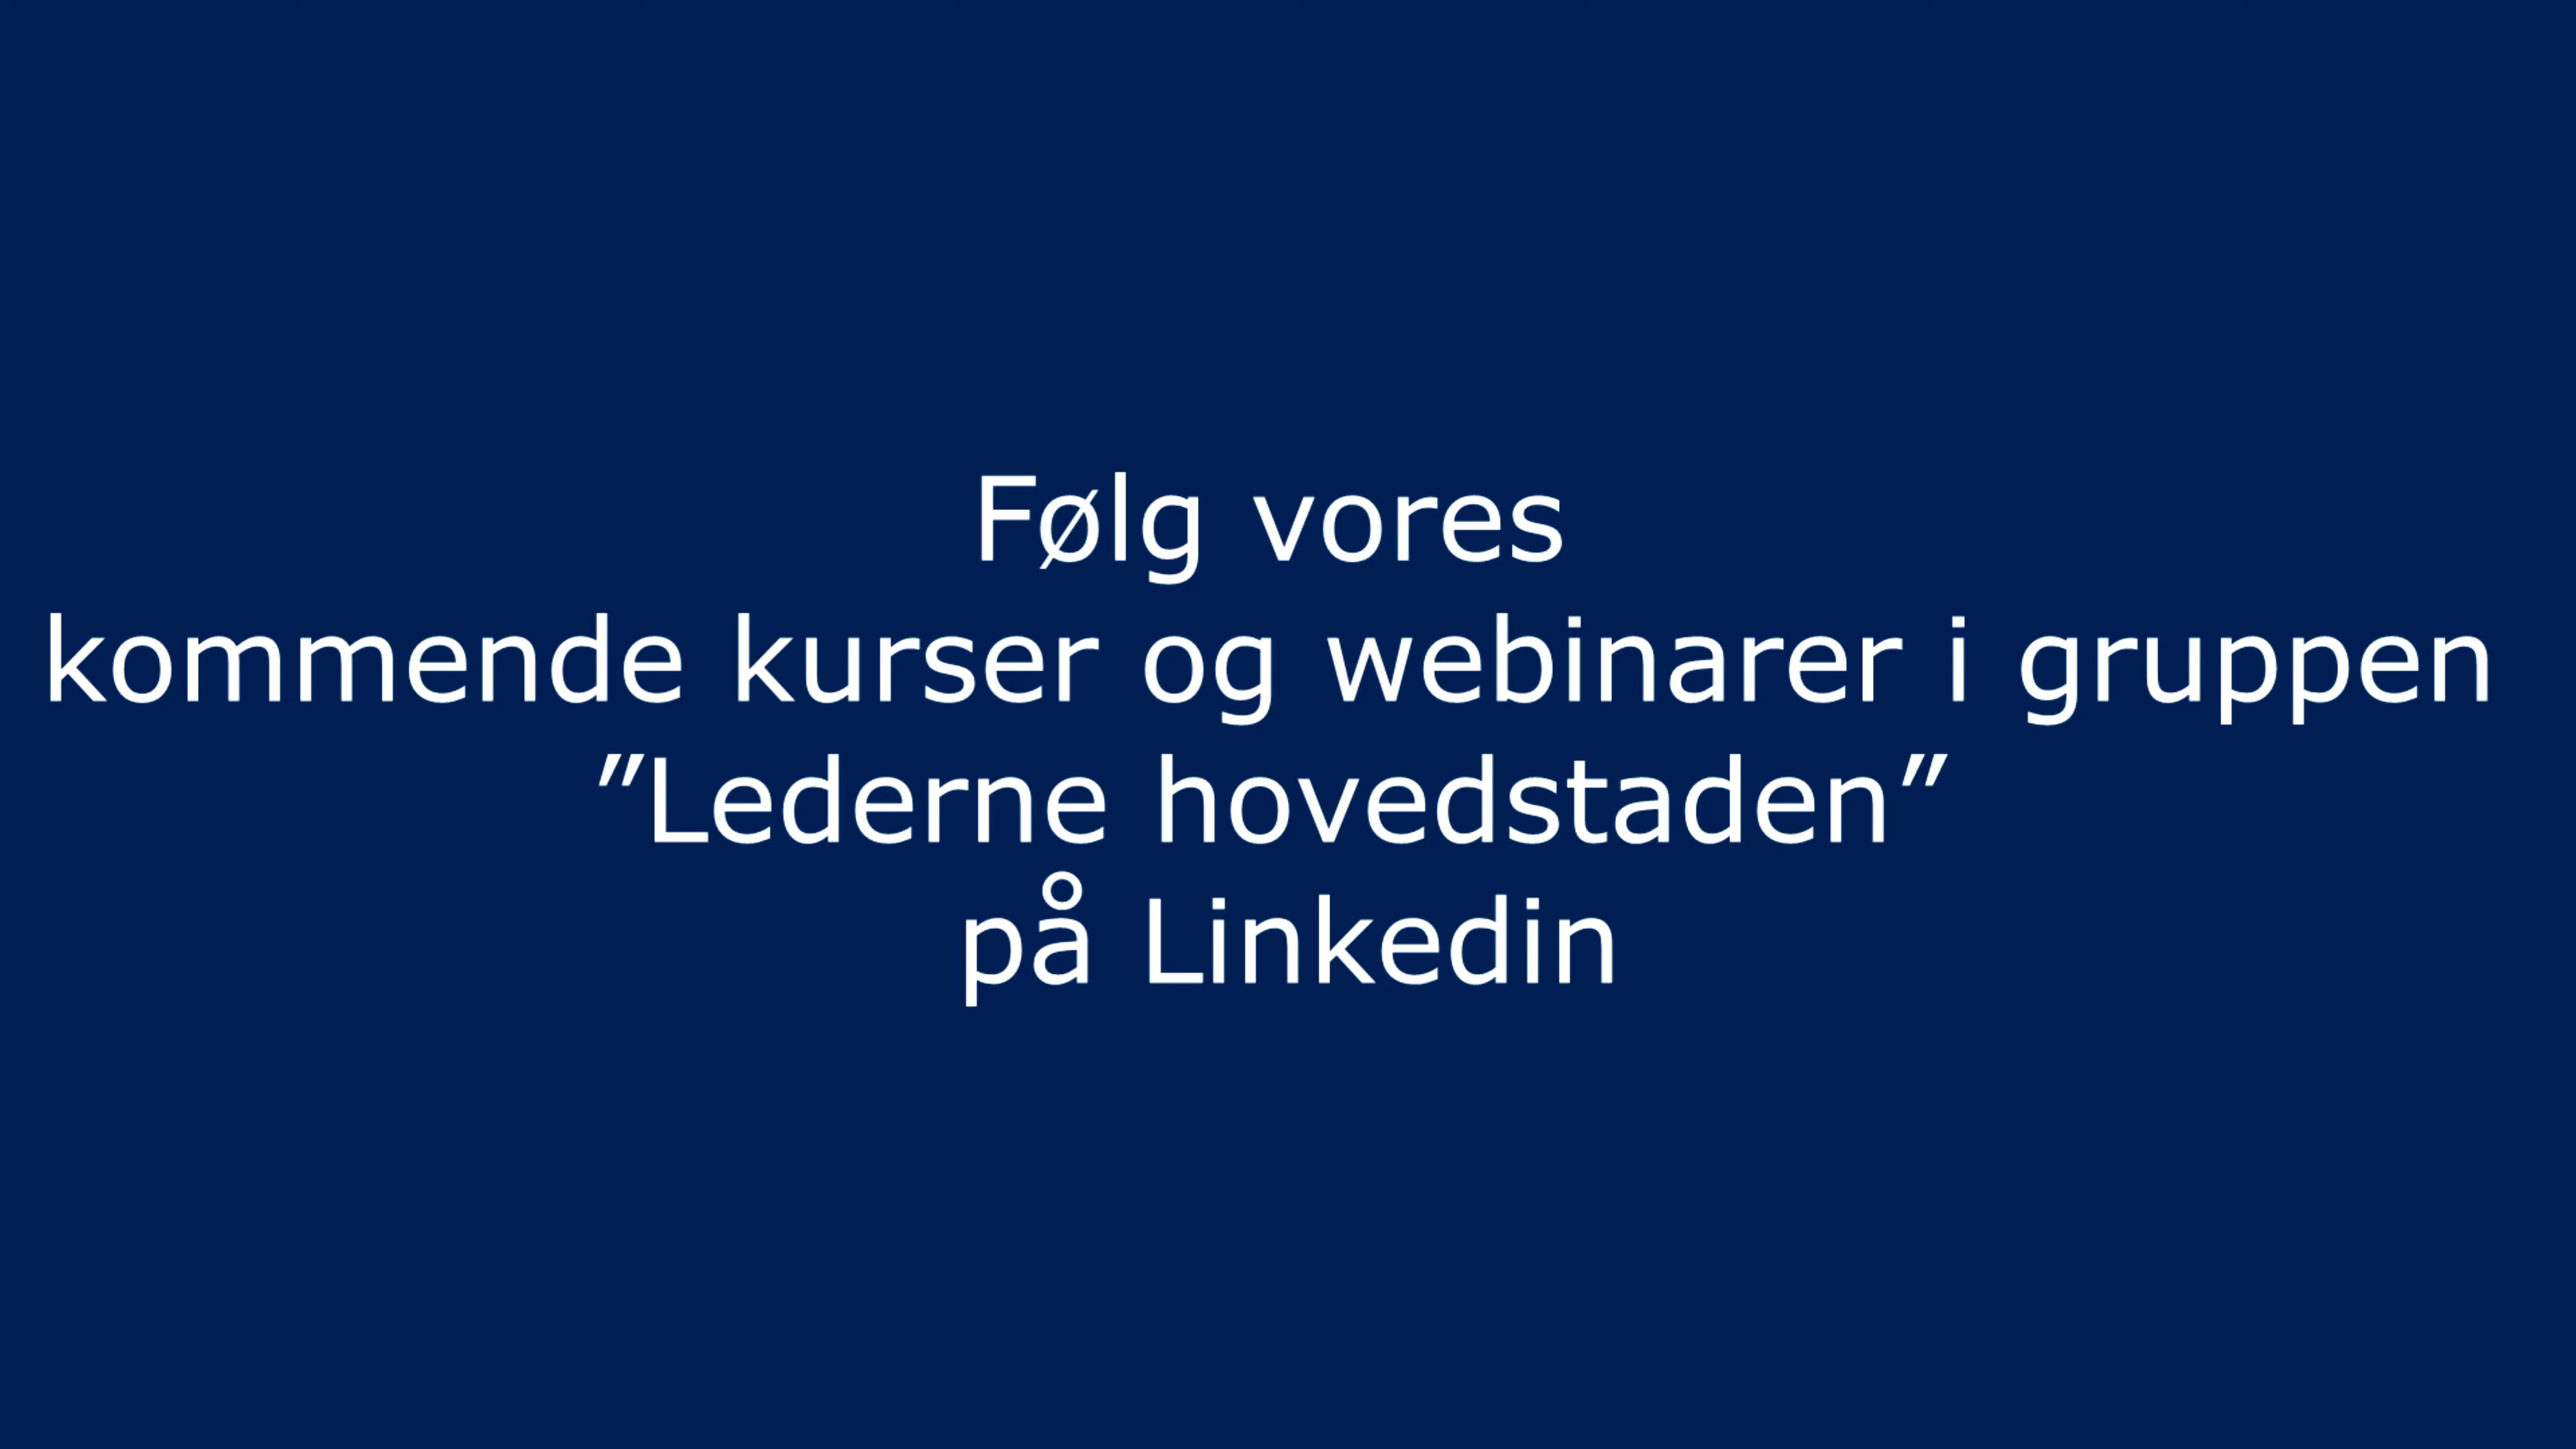 Følg vores
kommende kurser og webinarer i gruppen
”Lederne hovedstaden”
på Linkedin